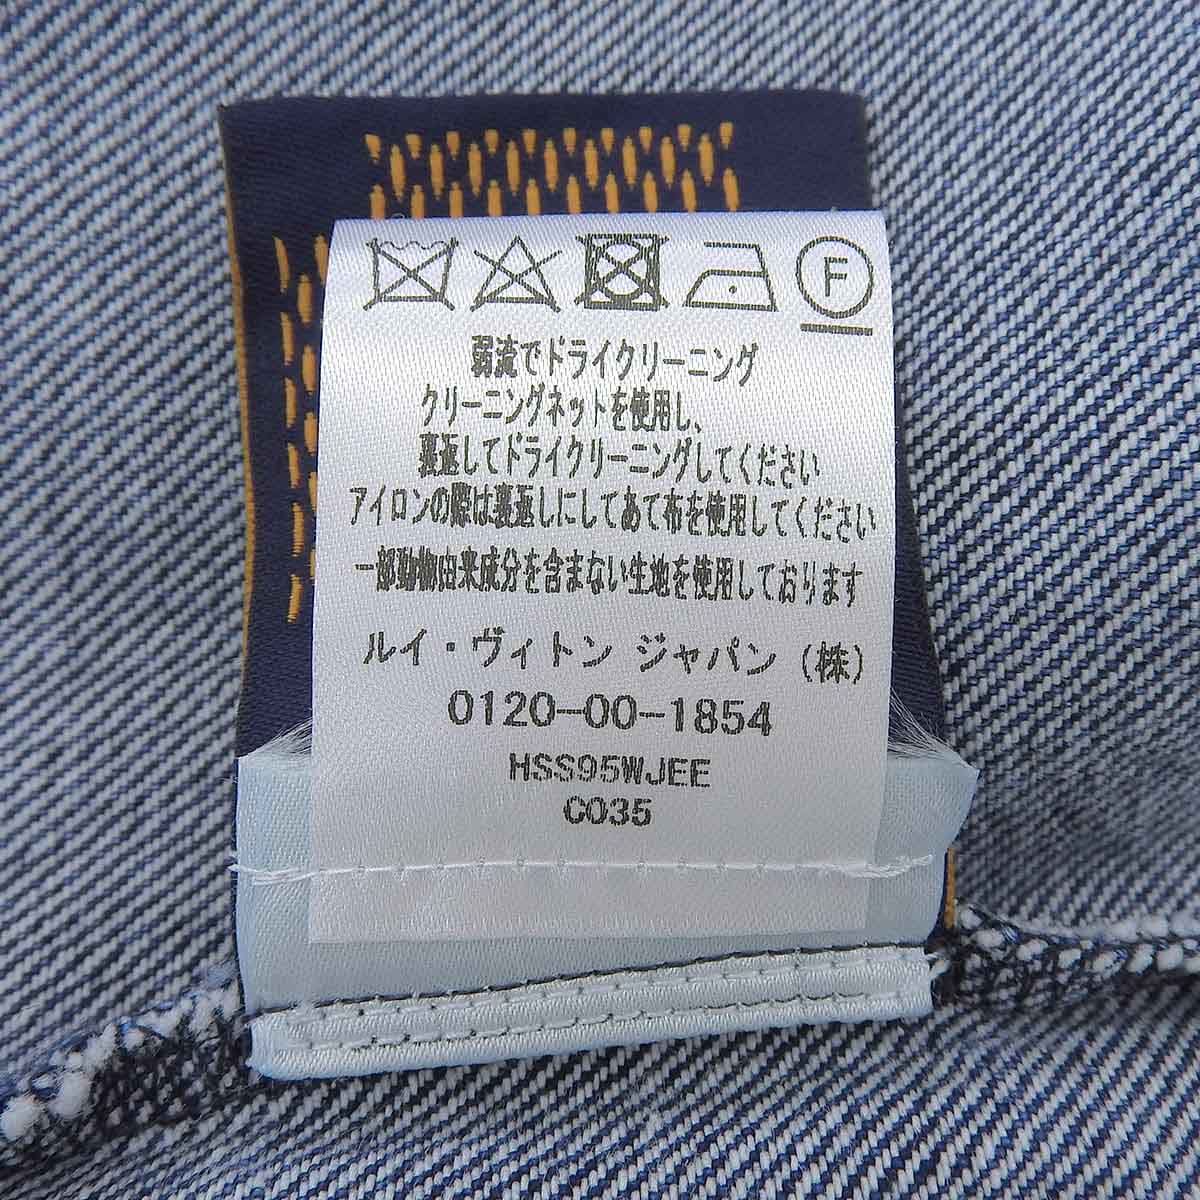 F
弱流でドライクリーニング
クリーニングネットを使用し、
裏返してドライクリーニングしてください
アイロンの際は裏返しにしてあて布を使用してください
一部動物由来成分を含まない生地を使用しております
ルイ・ヴィトン ジャパン (株)
0120-00-1854
HSS95WJEE
C035